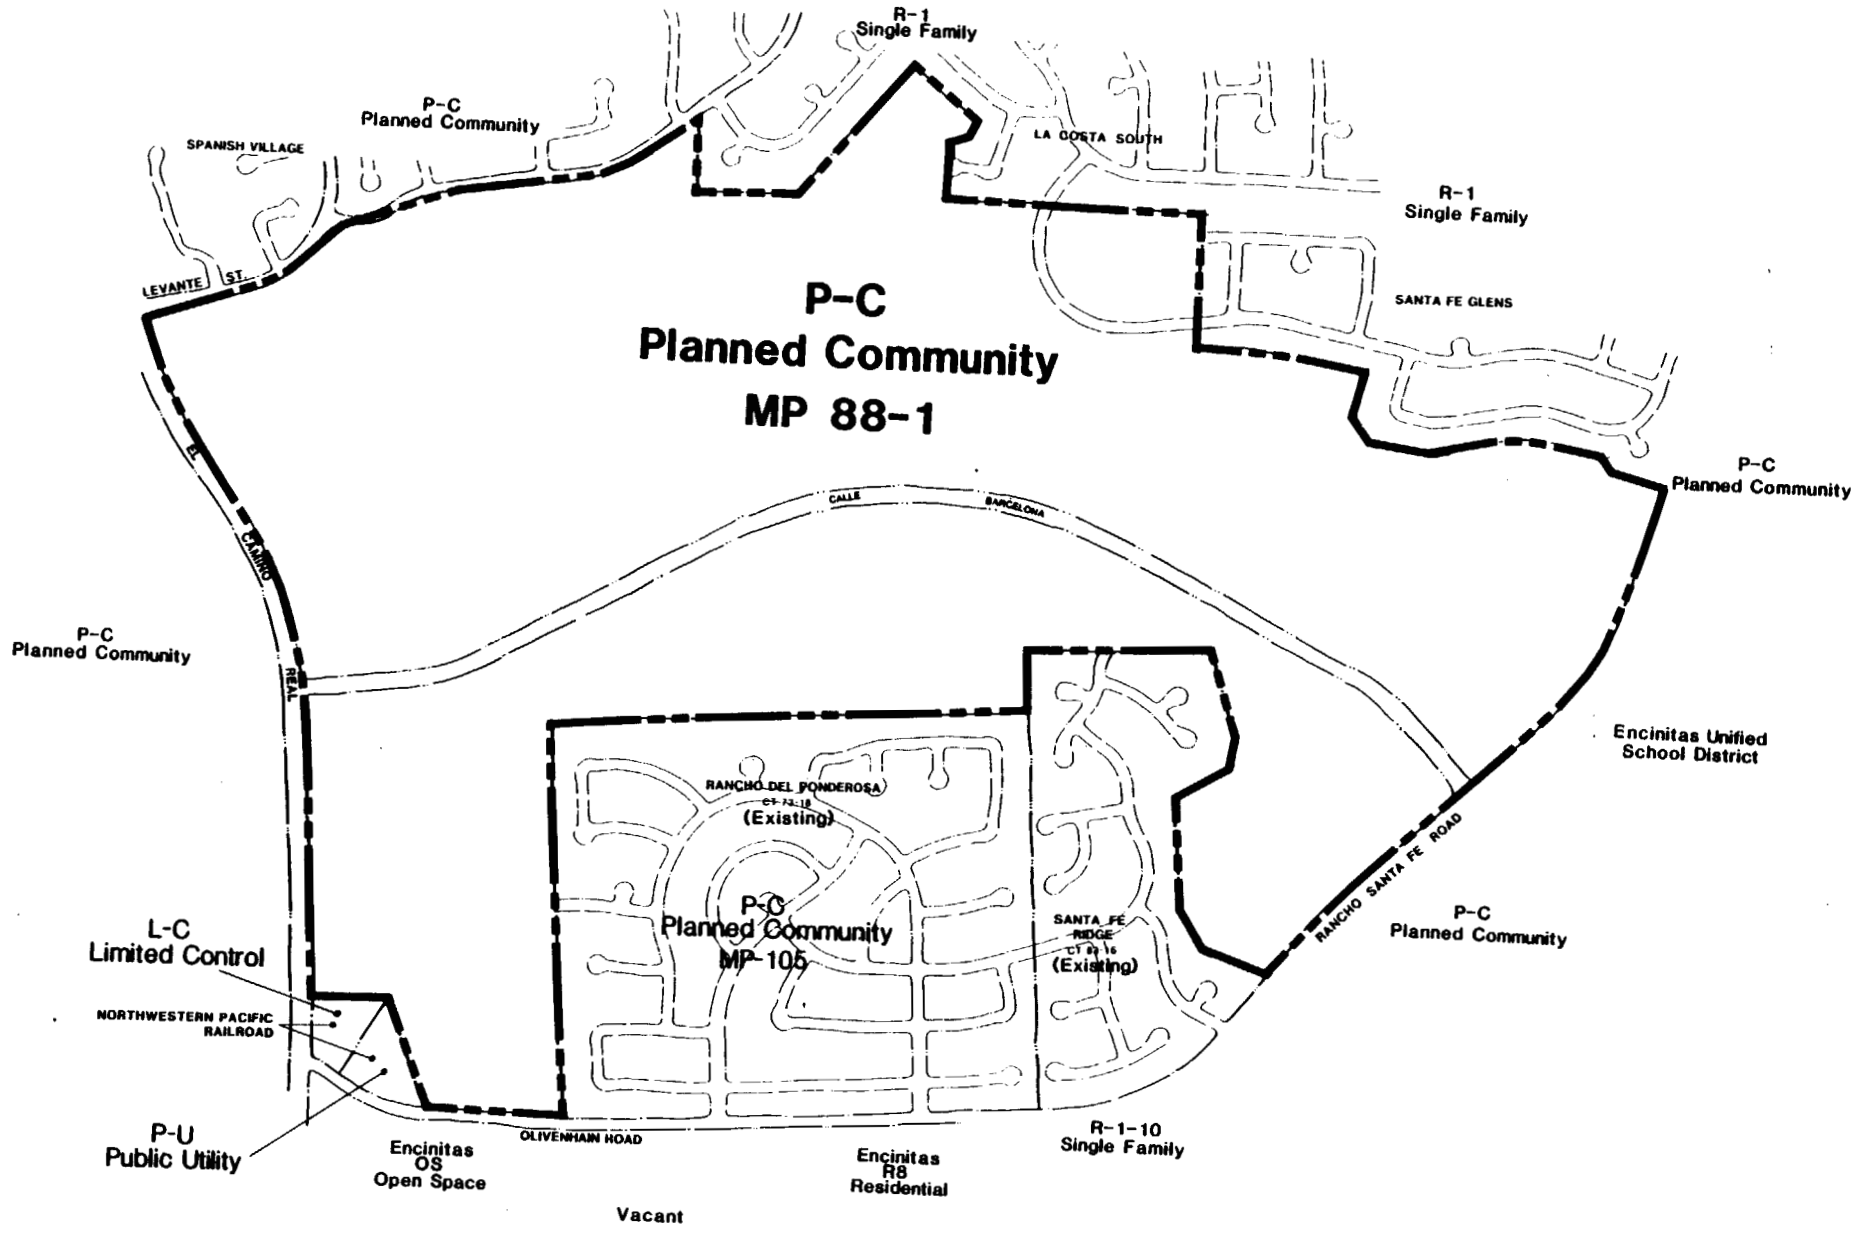 R-1
Single Family
P-C
Planned Community
SPANISH VILLAGE
LA COSTA SOUTH
R-1
Single Family
LEVANTE ST.
SANTA FE GLENS
P-C
Planned Community
MP 88-1
EL CAMINO REAL
P-C
Planned Community
CALLE BARCELONA
P-C
Planned Community
Encinitas Unified
School District
RANCHO DEL PONDEROSA
CT 73-18
(Existing)
RANCHO SANTA FE ROAD
P-C
Planned Community
MP-105
SANTA FE
RIDGE
(Existing)
P-C
Planned Community
L-C
Limited Control
NORTHWESTERN PACIFIC
RAILROAD
P-U
Public Utility
OLIVENHAIN ROAD
Encinitas
OS
Open Space
Encinitas
R8
Residential
R-1-10
Single Family
Vacant